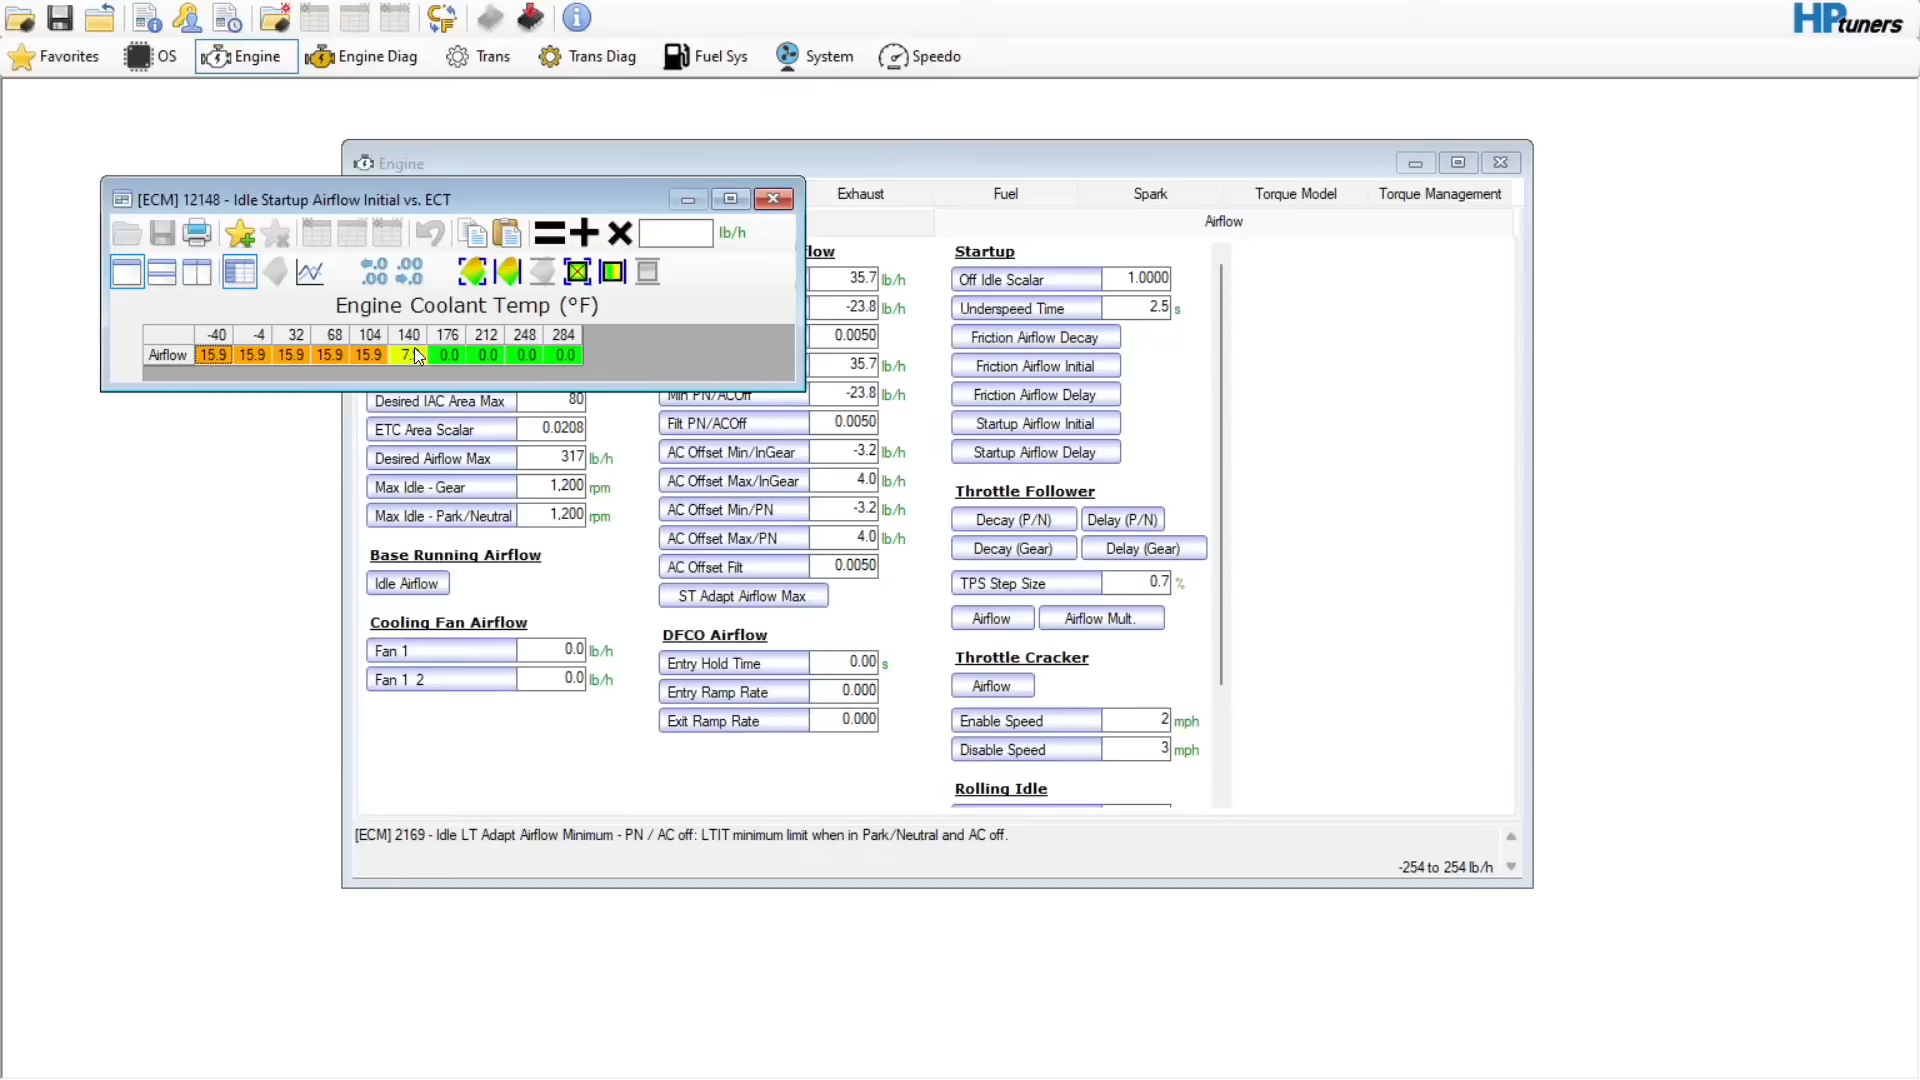 HPtuners
Favorites OS Engine Engine Diag Trans Trans Diag Fuel Sys System Speedo
Engine
Exhaust Fuel Spark Torque Model Torque Management
Airflow
[ECM] 12148 - Idle Startup Airflow Initial vs. ECT
lb/h
Engine Coolant Temp (°F)
-40 -4 32 68 104 140 176 212 248 284
Airflow 15.9 15.9 15.9 15.9 15.9 0.0 0.0 0.0 0.0
Desired IAC Area Max 80
ETC Area Scalar 0.0208
Desired Airflow Max 317 lb/h
Max Idle - Gear 1,200 rpm
Max Idle - Park/Neutral 1,200 rpm
Base Running Airflow
Idle Airflow
Cooling Fan Airflow
Fan 1 0.0 lb/h
Fan 1 2 0.0 lb/h
35.7 lb/h
-23.8 lb/h
0.0050
35.7 lb/h
Min PN/ACOff -23.8 lb/h
Filt PN/ACOff 0.0050
AC Offset Min/InGear -3.2 lb/h
AC Offset Max/InGear 4.0 lb/h
AC Offset Min/PN -3.2 lb/h
AC Offset Max/PN 4.0 lb/h
AC Offset Filt 0.0050
ST Adapt Airflow Max
DFCO Airflow
Entry Hold Time 0.00 s
Entry Ramp Rate 0.000
Exit Ramp Rate 0.000
Startup
Off Idle Scalar 1.0000
Underspeed Time 2.5 s
Friction Airflow Decay
Friction Airflow Initial
Friction Airflow Delay
Startup Airflow Initial
Startup Airflow Delay
Throttle Follower
Decay (P/N) Delay (P/N)
Decay (Gear) Delay (Gear)
TPS Step Size 0.7 %
Airflow Airflow Mult.
Throttle Cracker
Airflow
Enable Speed 2 mph
Disable Speed 3 mph
Rolling Idle
[ECM] 2169 - Idle LT Adapt Airflow Minimum - PN / AC off: LTIT minimum limit when in Park/Neutral and AC off.
-254 to 254 lb/h